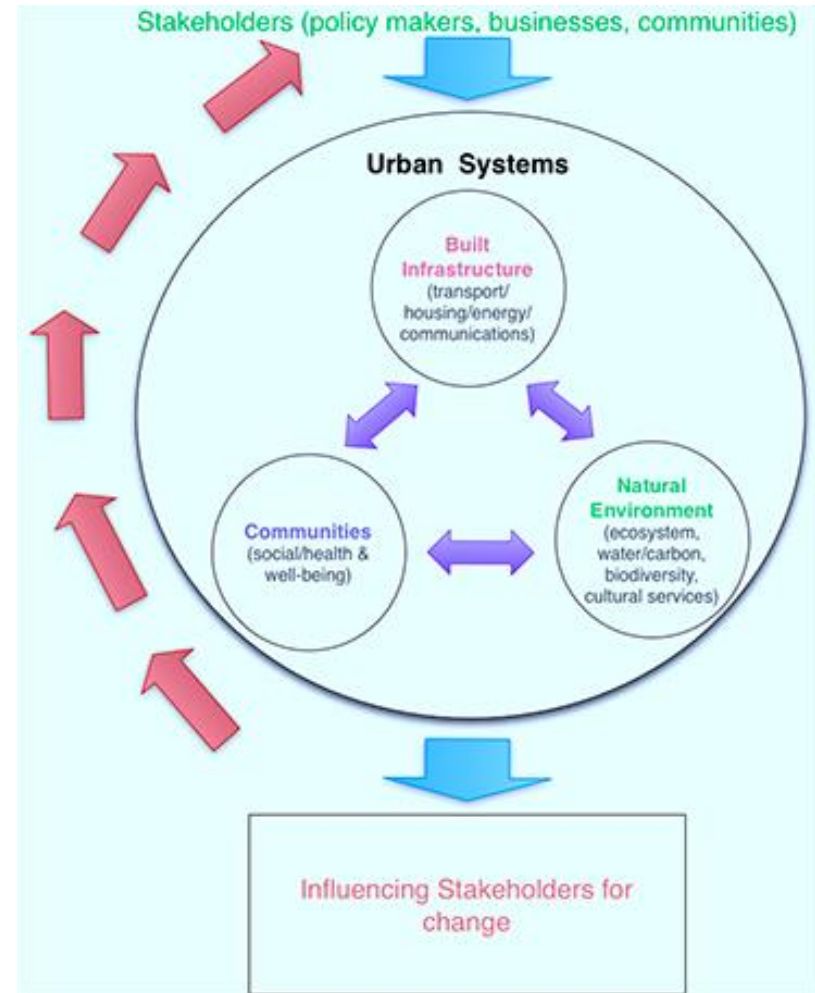 Stakeholders (policy makers, businesses, communities)
Urban Systems
Built
Infrastructure
(transport/
housing/energy/
communications)
Communities
(social/health &
well-being)
Natural
Environment
(ecosystem,
water/carbon,
biodiversity,
cultural services)
Influencing Stakeholders for
change